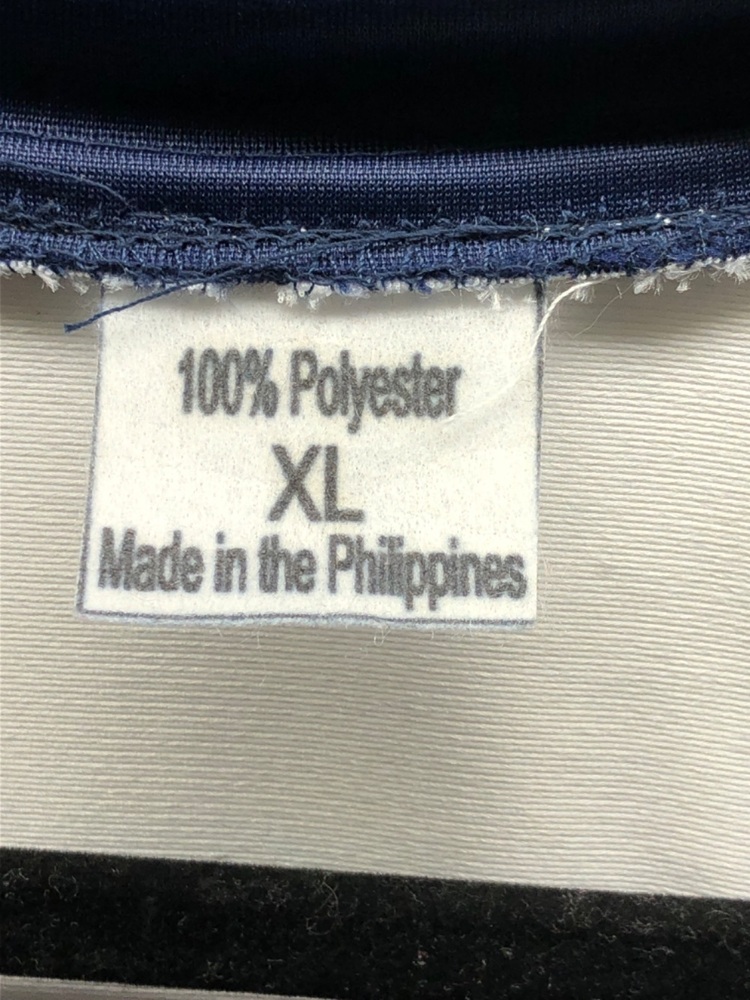 100% Polyester
XL
Made in the Philippines